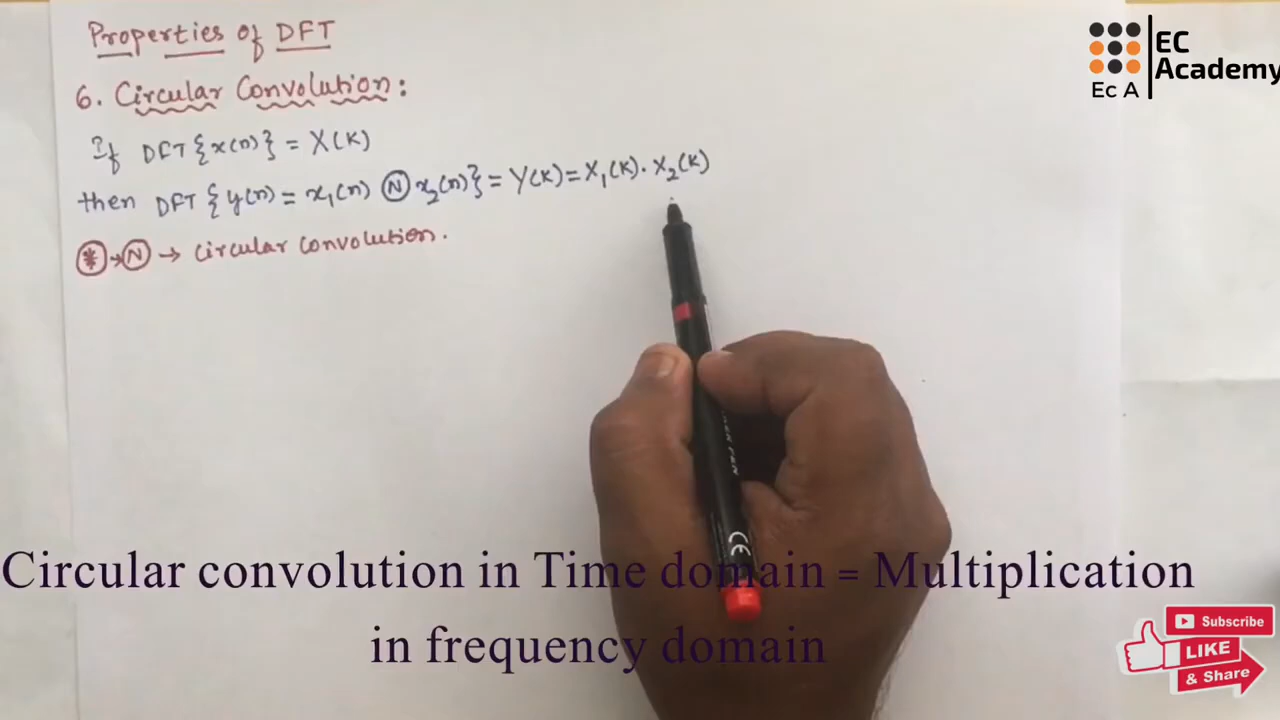 Properties of DFT
6. Circular Convolution:
If DFT{x(n)} = X(K)
then DFT{y(n) = x₁(n) Ⓝ x₂(n)} = Y(K) = X₁(K) · X₂(K)
⊛→Ⓝ → circular convolution.
EC
Academy
Ec A
CE
Circular convolution in Time domain = Multiplication
in frequency domain
Subscribe
LIKE
& Share